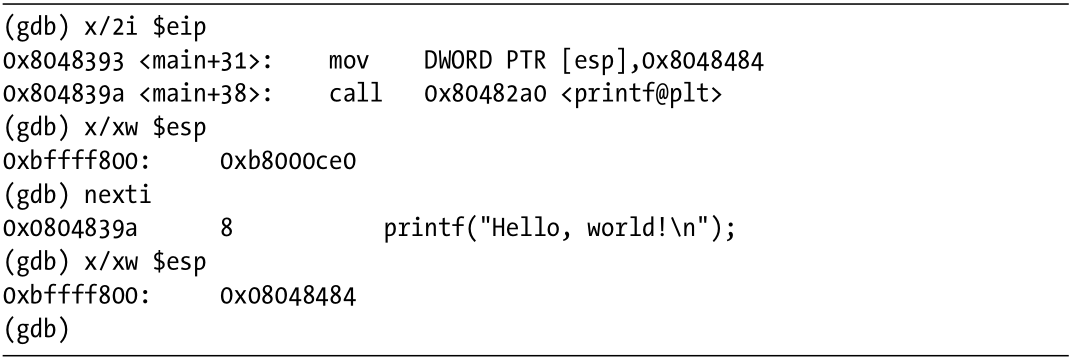 (gdb) x/2i $eip
0x8048393 <main+31>: mov DWORD PTR [esp],0x8048484
0x804839a <main+38>: call 0x80482a0 <printf@plt>
(gdb) x/xw $esp
0xbffff800: 0xb8000ce0
(gdb) nexti
0x0804839a 8 printf("Hello, world!\n");
(gdb) x/xw $esp
0xbffff800: 0x08048484
(gdb)